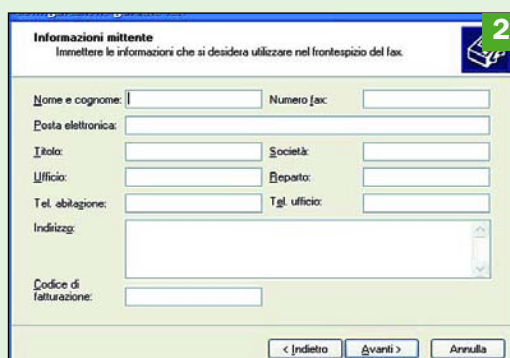 2
Informazioni mittente
Immettere le informazioni che si desidera utilizzare nel frontespizio del fax.
Nome e cognome:
Numero fax:
Posta elettronica:
Titolo:
Società:
Ufficio:
Reparto:
Tel. abitazione:
Tel. ufficio:
Indirizzo:
Codice di
fatturazione:
< Indietro
Avanti >
Annulla